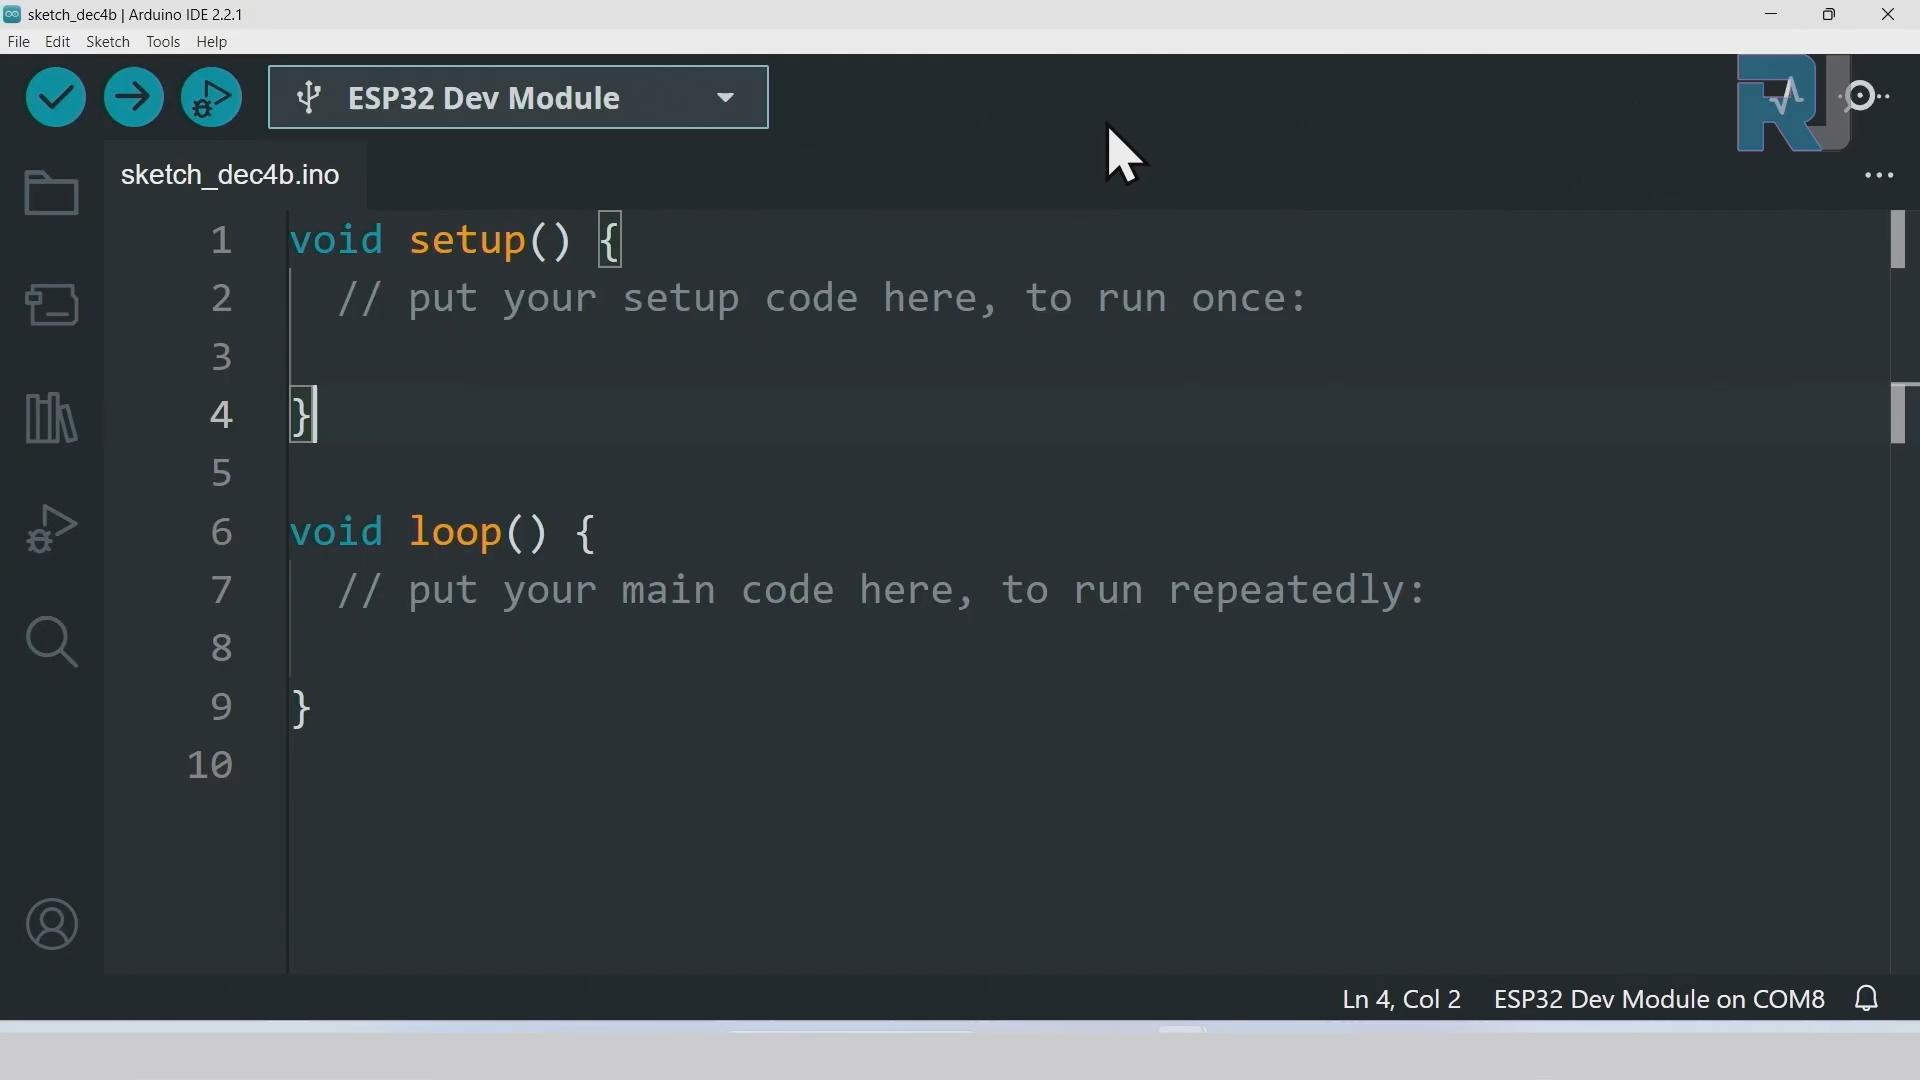 sketch_dec4b | Arduino IDE 2.2.1
File Edit Sketch Tools Help
ESP32 Dev Module
RJ
sketch_dec4b.ino
1 void setup() {
2 // put your setup code here, to run once:
3
4 }
5
6 void loop() {
7 // put your main code here, to run repeatedly:
8
9 }
10
Ln 4, Col 2 ESP32 Dev Module on COM8